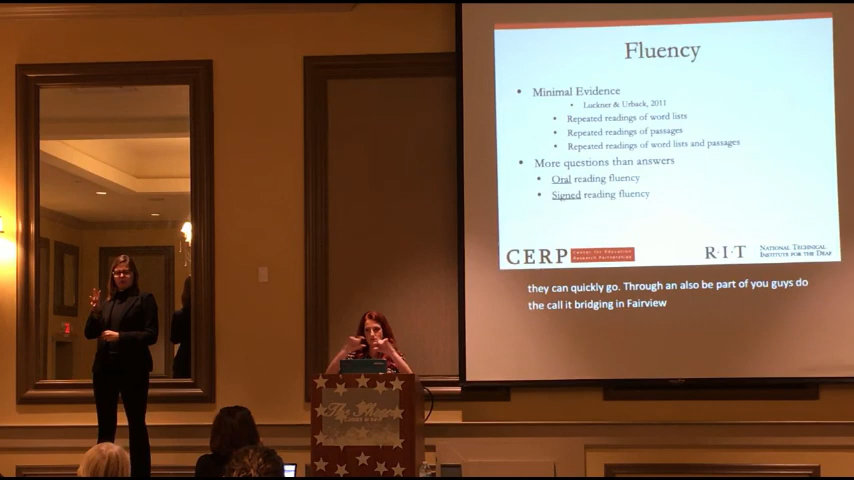 Fluency
• Minimal Evidence
• Luckner & Urback, 2011
• Repeated readings of word lists
• Repeated readings of passages
• Repeated readings of word lists and passages
• More questions than answers
• Oral reading fluency
• Signed reading fluency
CERP Center for Education
Research Partnerships
R·I·T NATIONAL TECHNICAL
INSTITUTE FOR THE DEAF
they can quickly go. Through an also be part of you guys do
the call it bridging in Fairview